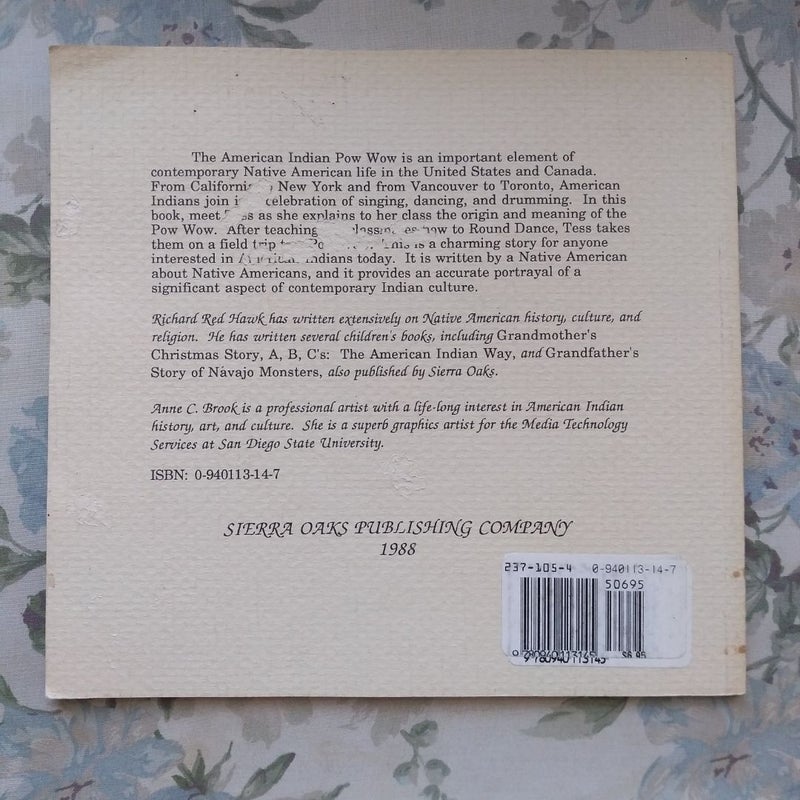 The American Indian Pow Wow is an important element of
contemporary Native American life in the United States and Canada.
From New York and from Vancouver to Toronto, American
Indians join celebration of singing, dancing, and drumming. In this
book, meet as she explains to her class the origin and meaning of the
Pow Wow. After teaching how to Round Dance, Tess takes
them on a field trip This is a charming story for anyone
interested in Indians today. It is written by a Native American
about Native Americans, and it provides an accurate portrayal of a
significant aspect of contemporary Indian culture.
Richard Red Hawk has written extensively on Native American history, culture, and
religion. He has written several children's books, including Grandmother's
Christmas Story, A, B, C's: The American Indian Way, and Grandfather's
Story of Navajo Monsters, also published by Sierra Oaks.
Anne C. Brook is a professional artist with a life-long interest in American Indian
history, art, and culture. She is a superb graphics artist for the Media Technology
Services at San Diego State University.
ISBN: 0-940113-14-7
SIERRA OAKS PUBLISHING COMPANY
1988
237-105-4 0-940113-14-7
50695
9780940113145 $6.95